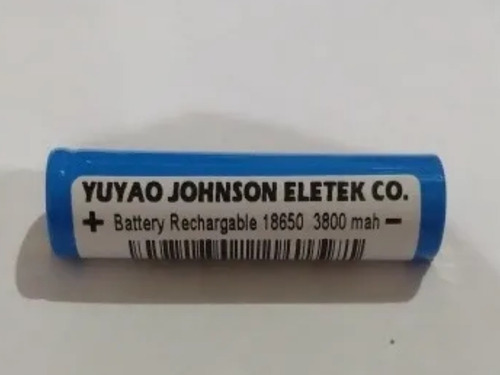 YUYAO JOHNSON ELETEK CO.
+ Battery Rechargable 18650 3800 mah -